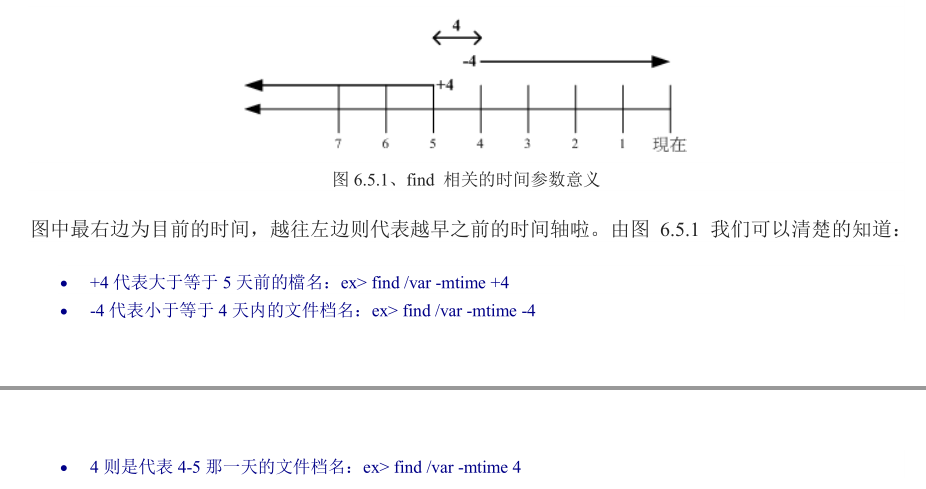 4
-4
+4
7 6 5 4 3 2 1 現在
图 6.5.1、find 相关的时间参数意义
图中最右边为目前的时间，越往左边则代表越早之前的时间轴啦。由图 6.5.1 我们可以清楚的知道：
• +4 代表大于等于 5 天前的檔名：ex> find /var -mtime +4
• -4 代表小于等于 4 天内的文件档名：ex> find /var -mtime -4
• 4 则是代表 4-5 那一天的文件档名：ex> find /var -mtime 4